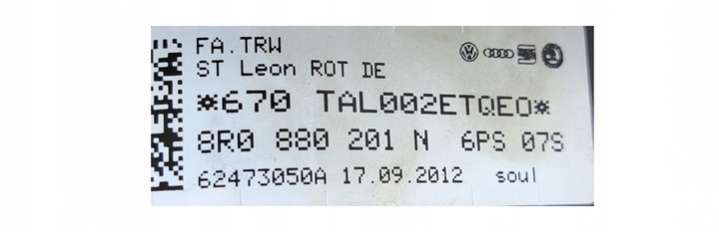 FA.TRW
ST Leon ROT DE
*670 TAL002ETQEO*
8R0 880 201 N 6PS 07S
62473050A 17.09.2012 soul